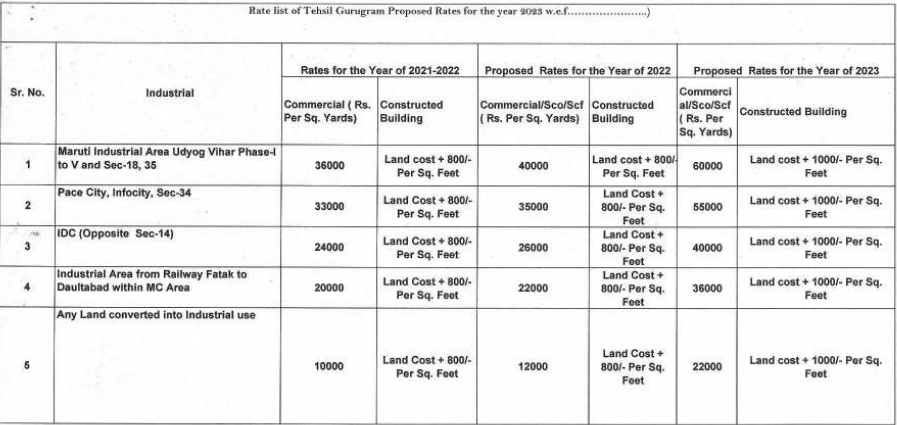 Rate list of Tehsil Gurugram Proposed Rates for the year 2023 w.e.f.......................)
Sr. No.
Industrial
Rates for the Year of 2021-2022
Proposed Rates for the Year of 2022
Proposed Rates for the Year of 2023
Commercial ( Rs.
Per Sq. Yards)
Constructed
Building
Commercial/Sco/Scf
( Rs. Per Sq. Yards)
Constructed
Building
Commerci
al/Sco/Scf
( Rs. Per
Sq. Yards)
Constructed Building
1
Maruti Industrial Area Udyog Vihar Phase-I
to V and Sec-18, 35
36000
Land cost + 800/-
Per Sq. Feet
40000
Land cost + 800/-
Per Sq. Feet
60000
Land cost + 1000/- Per Sq.
Feet
2
Pace City, Infocity, Sec-34
33000
Land Cost + 800/-
Per Sq. Feet
35000
Land Cost +
800/- Per Sq.
Feet
55000
Land cost + 1000/- Per Sq.
Feet
3
IDC (Opposite Sec-14)
24000
Land Cost + 800/-
Per Sq. Feet
26000
Land Cost +
800/- Per Sq.
Feet
40000
Land cost + 1000/- Per Sq.
Feet
4
Industrial Area from Railway Fatak to
Daultabad within MC Area
20000
Land Cost + 800/-
Per Sq. Feet
22000
Land Cost +
800/- Per Sq.
Feet
36000
Land cost + 1000/- Per Sq.
Feet
5
Any Land converted into Industrial use
10000
Land Cost + 800/-
Per Sq. Feet
12000
Land Cost +
800/- Per Sq.
Feet
22000
Land cost + 1000/- Per Sq.
Feet